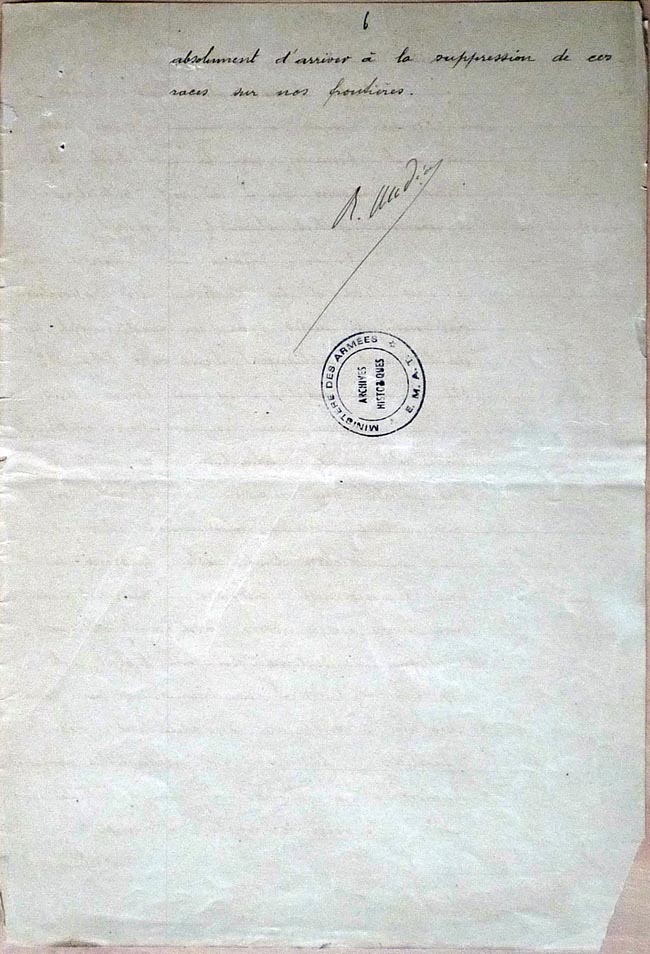 6
absolument d'arriver à la suppression de ces
races sur nos frontières.
R.
MINISTÈRE DES ARMÉES ☆ E.M.A.T. ☆
ARCHIVES
HISTORIQUES